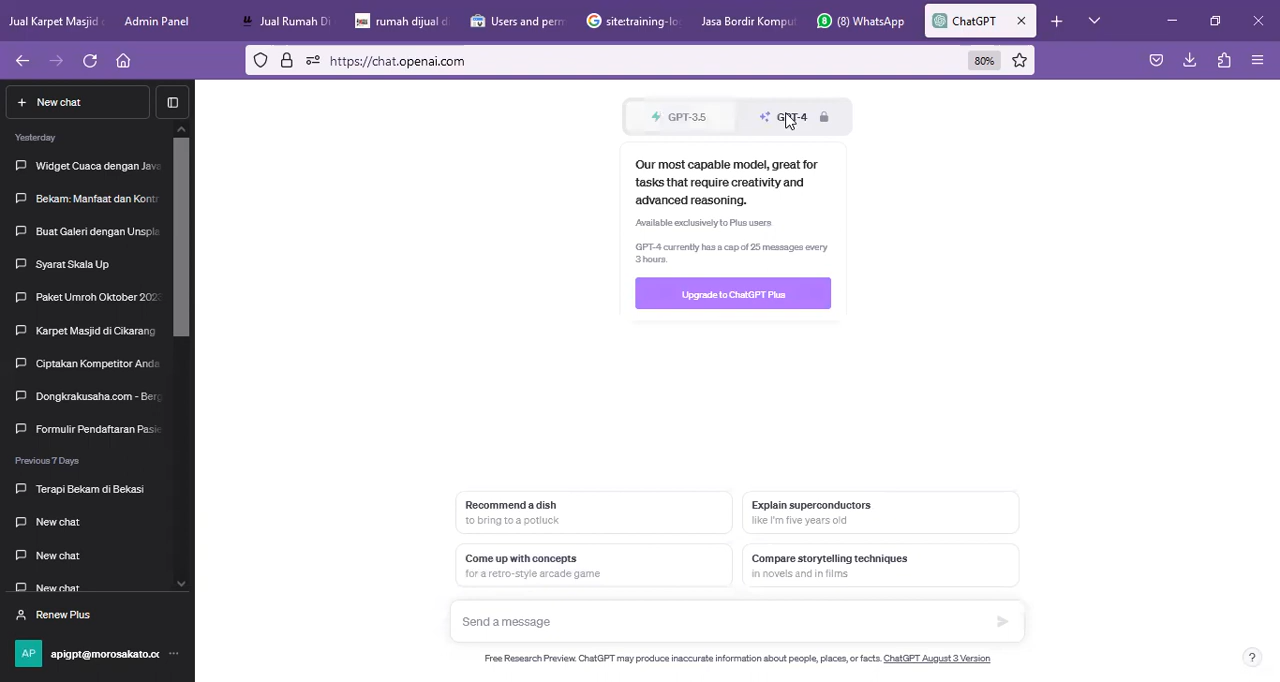 Jual Karpet Masjid
Admin Panel
Jual Rumah Di
rumah dijual d
Users and perm
site:training-lo
Jasa Bordir Komput
(8) WhatsApp
ChatGPT
https://chat.openai.com
80%
New chat
Yesterday
Widget Cuaca dengan Java
Bekam: Manfaat dan Kontr
Buat Galeri dengan Unspla
Syarat Skala Up
Paket Umroh Oktober 2023
Karpet Masjid di Cikarang
Ciptakan Kompetitor Anda
Dongkrakusaha.com - Berg
Formulir Pendaftaran Pasie
Previous 7 Days
Terapi Bekam di Bekasi
New chat
New chat
New chat
Renew Plus
AP
apigpt@morosakato.cc
GPT-3.5
GPT-4
Our most capable model, great for
tasks that require creativity and
advanced reasoning.
Available exclusively to Plus users
GPT-4 currently has a cap of 25 messages every
3 hours.
Upgrade to ChatGPT Plus
Recommend a dish
to bring to a potluck
Explain superconductors
like I'm five years old
Come up with concepts
for a retro-style arcade game
Compare storytelling techniques
in novels and in films
Send a message
Free Research Preview. ChatGPT may produce inaccurate information about people, places, or facts. ChatGPT August 3 Version
?